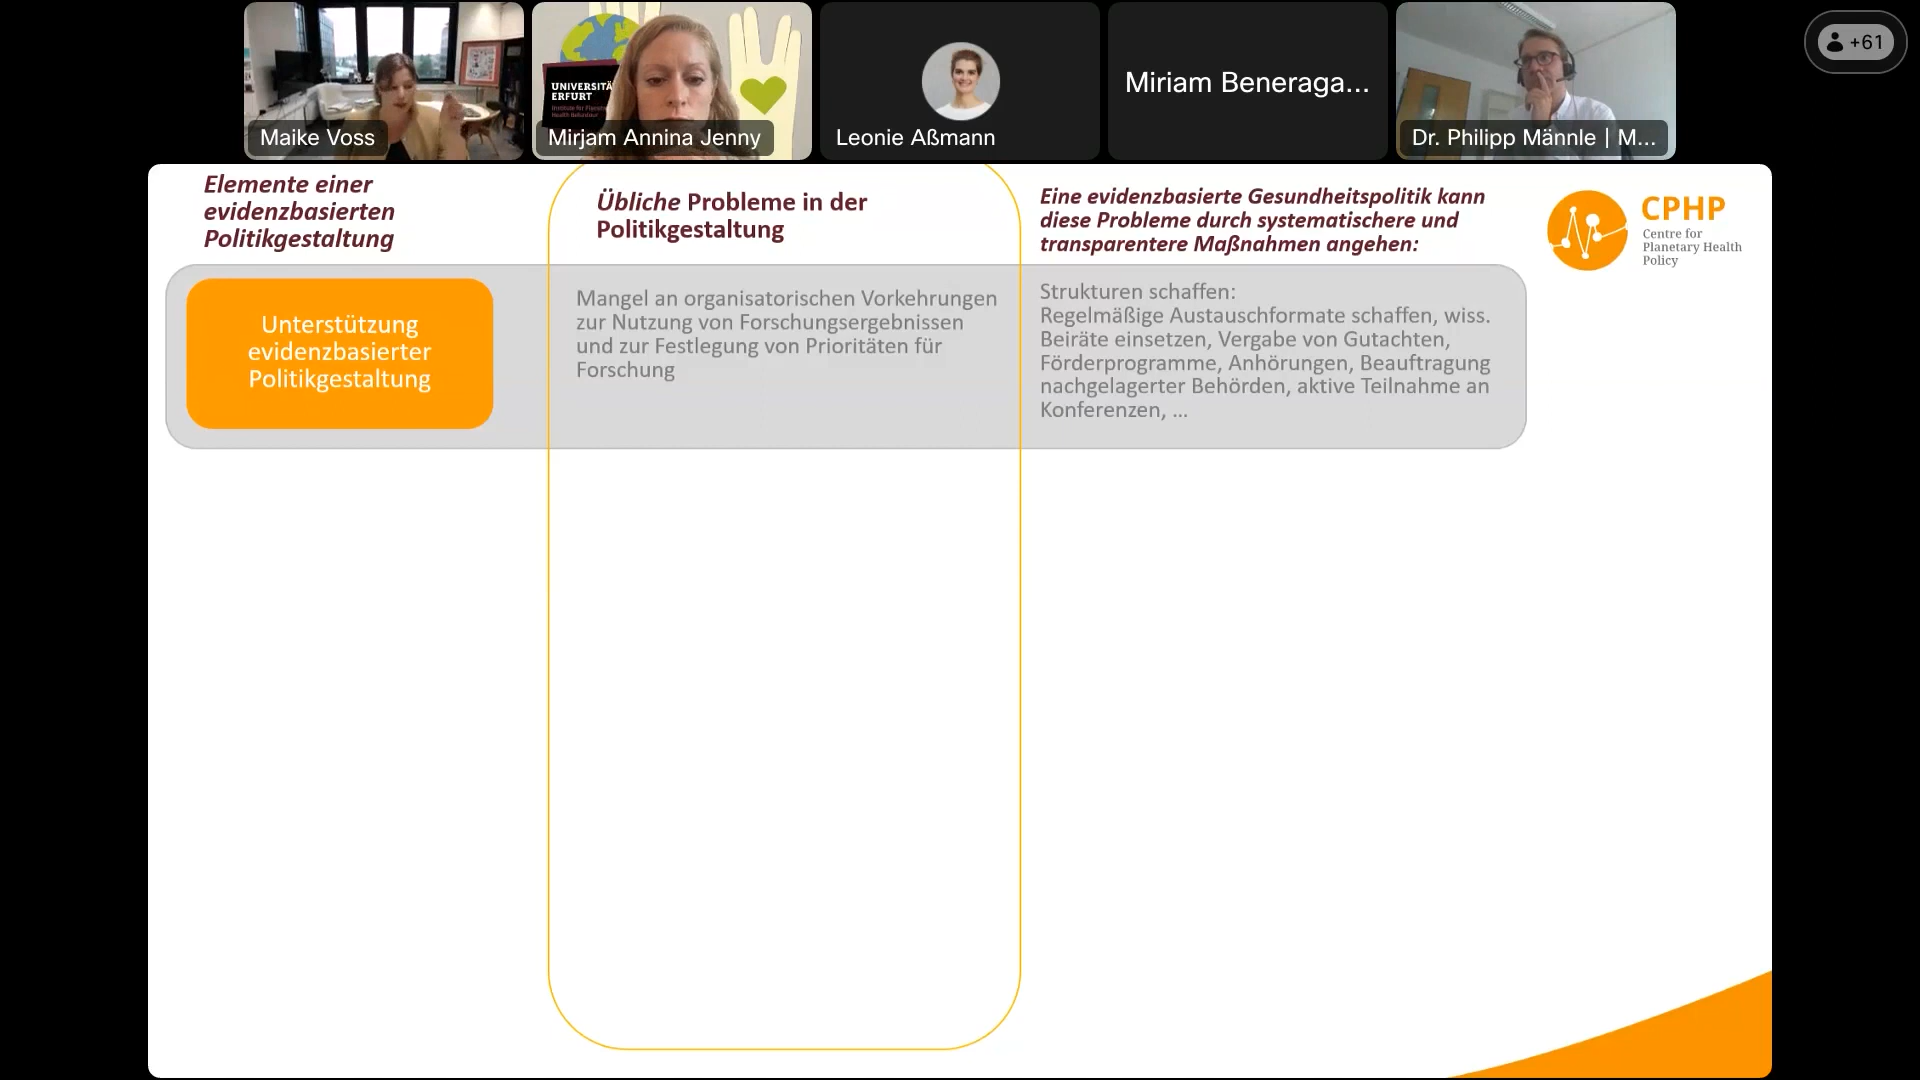 UNIVERSITÄ
ERFURT
Maike Voss
Mirjam Annina Jenny
Leonie Aßmann
Miriam Beneraga...
Dr. Philipp Männle | M...
+61
Elemente einer
evidenzbasierten
Politikgestaltung
Übliche Probleme in der
Politikgestaltung
Eine evidenzbasierte Gesundheitspolitik kann
diese Probleme durch systematischere und
transparentere Maßnahmen angehen:
CPHP
Centre for
Planetary Health
Policy
Unterstützung
evidenzbasierter
Politikgestaltung
Mangel an organisatorischen Vorkehrungen
zur Nutzung von Forschungsergebnissen
und zur Festlegung von Prioritäten für
Forschung
Strukturen schaffen:
Regelmäßige Austauschformate schaffen, wiss.
Beiräte einsetzen, Vergabe von Gutachten,
Förderprogramme, Anhörungen, Beauftragung
nachgelagerter Behörden, aktive Teilnahme an
Konferenzen, ...